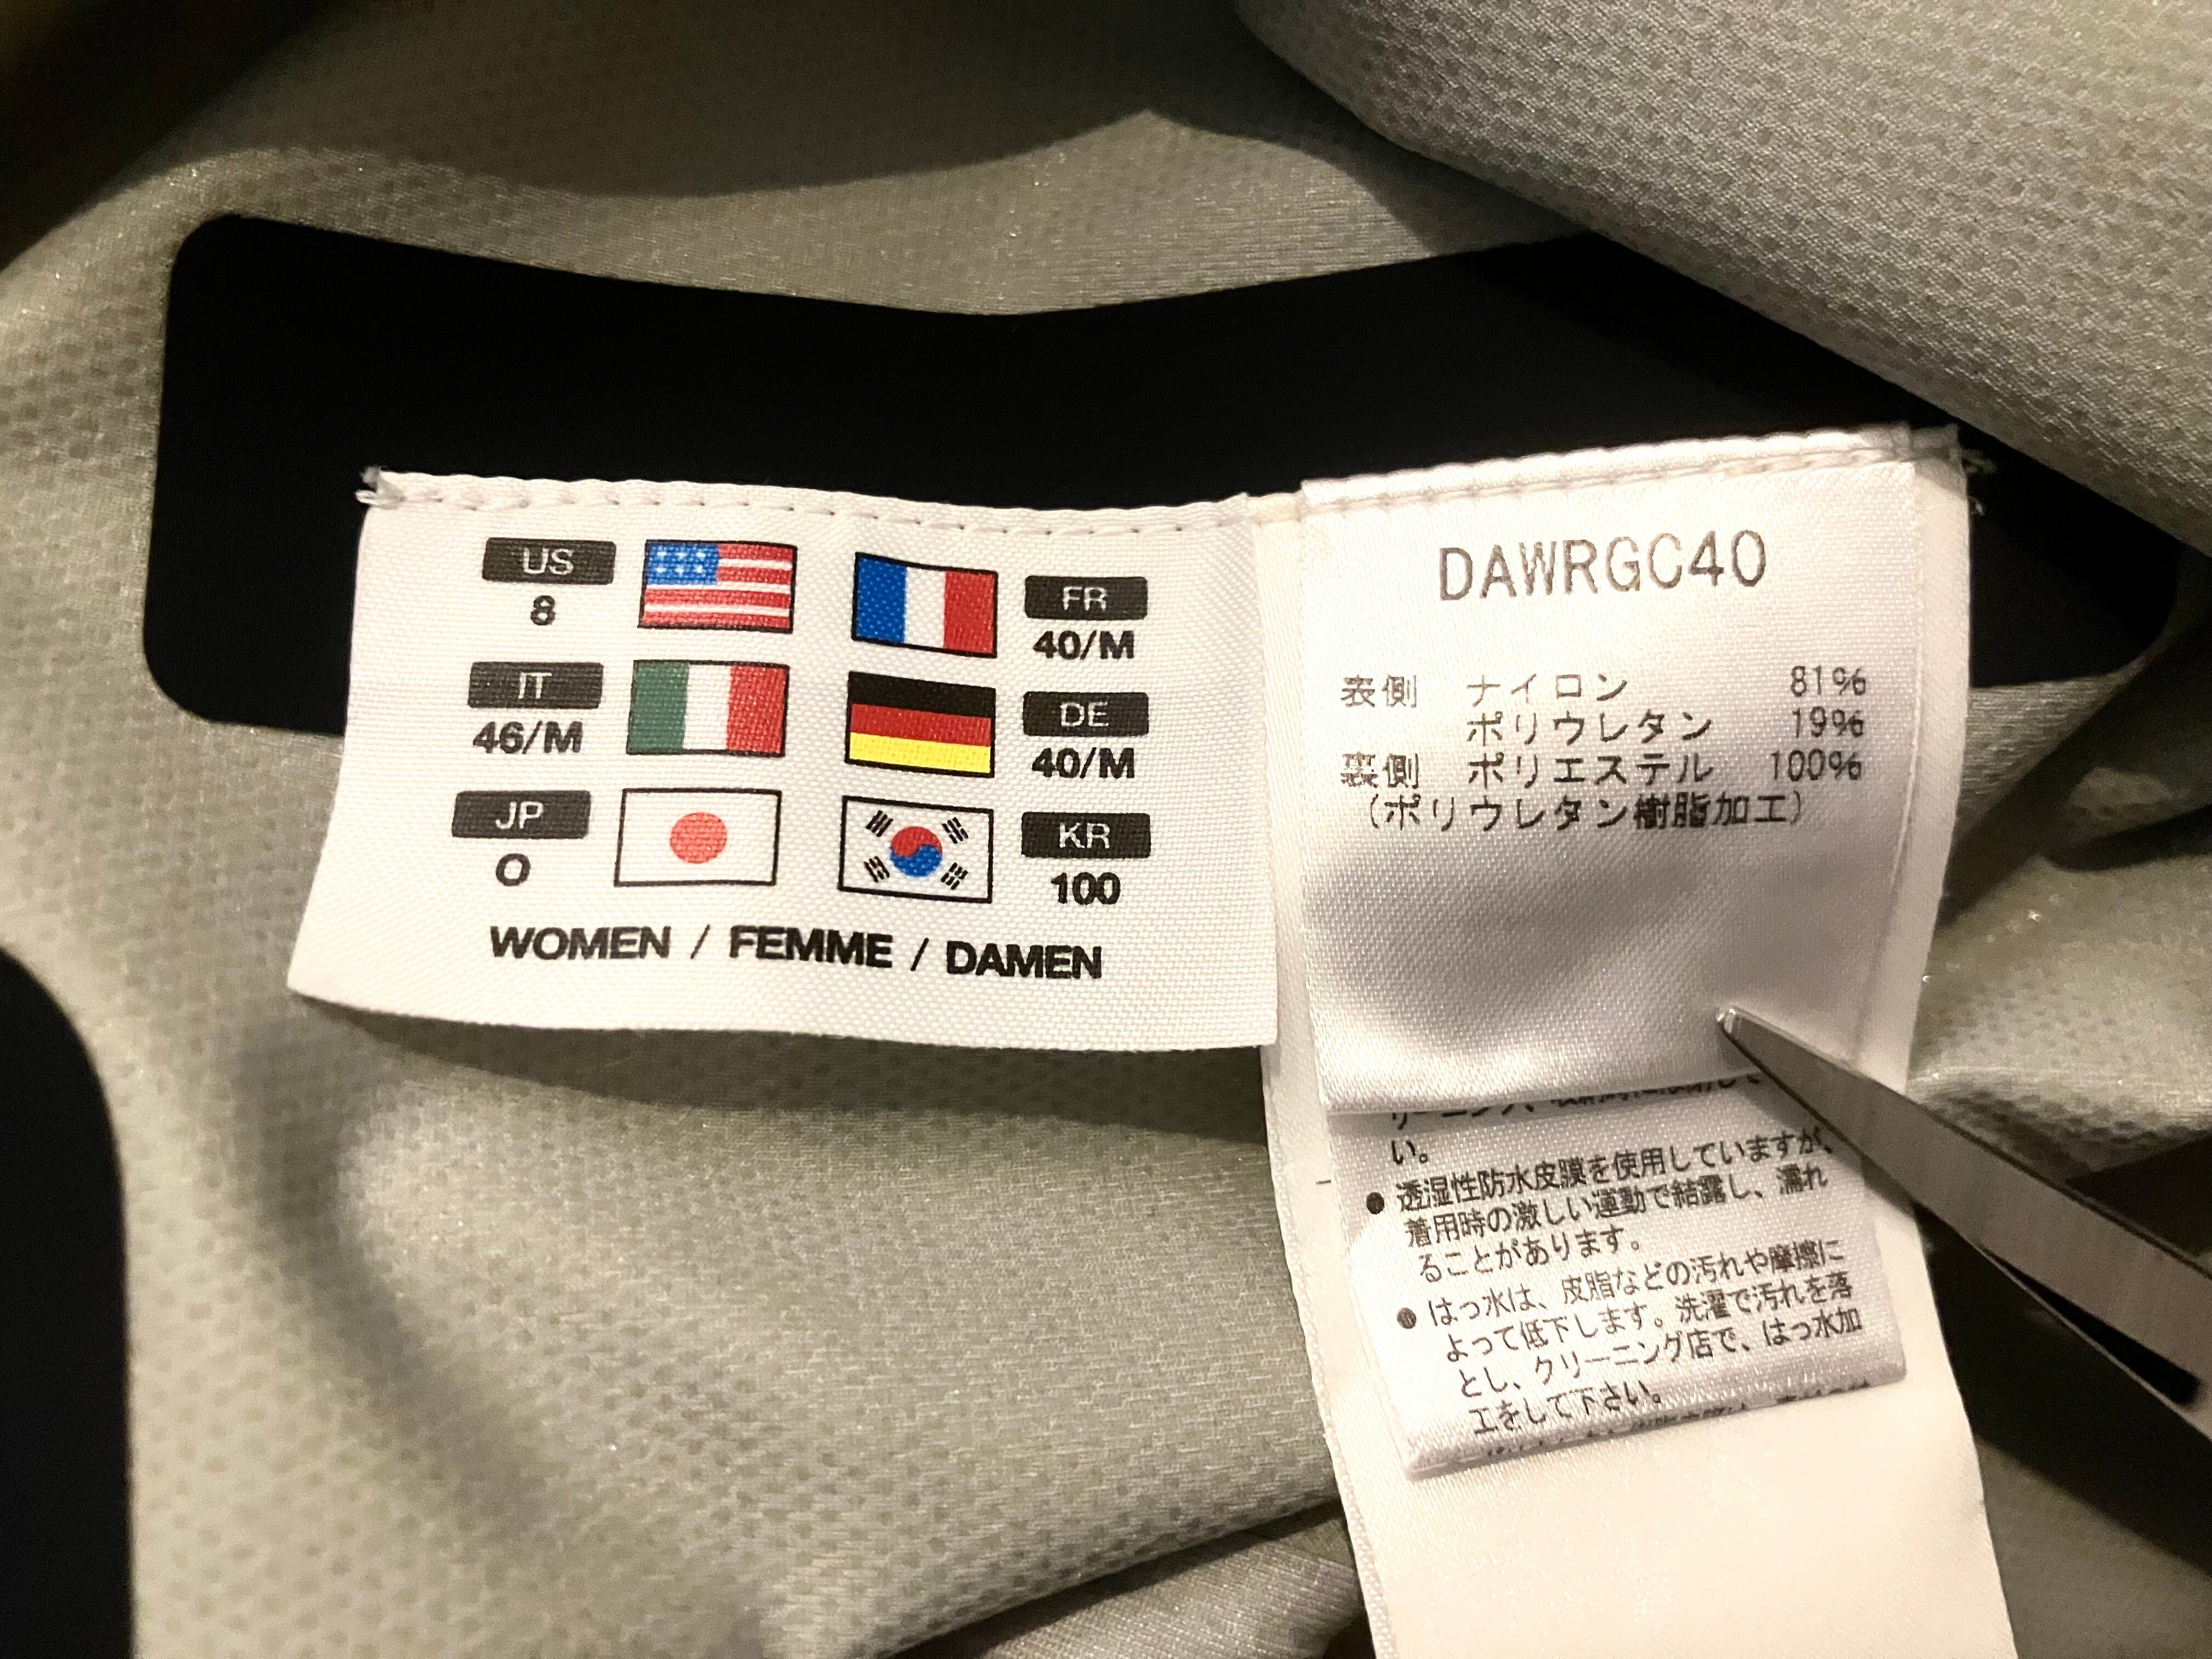 US
8
FR
40/M
IT
46/M
DE
40/M
JP
O
KR
100
WOMEN / FEMME / DAMEN
DAWRGC40
表側 ナイロン 81%
ポリウレタン 19%
裏側 ポリエステル 100%
(ポリウレタン樹脂加工)
い。
● 透湿性防水皮膜を使用していますが、
着用時の激しい運動で結露し、濡れ
ることがあります。
● はっ水は、皮脂などの汚れや摩擦に
よって低下します。洗濯で汚れを落
とし、クリーニング店で、はっ水加
工をして下さい。